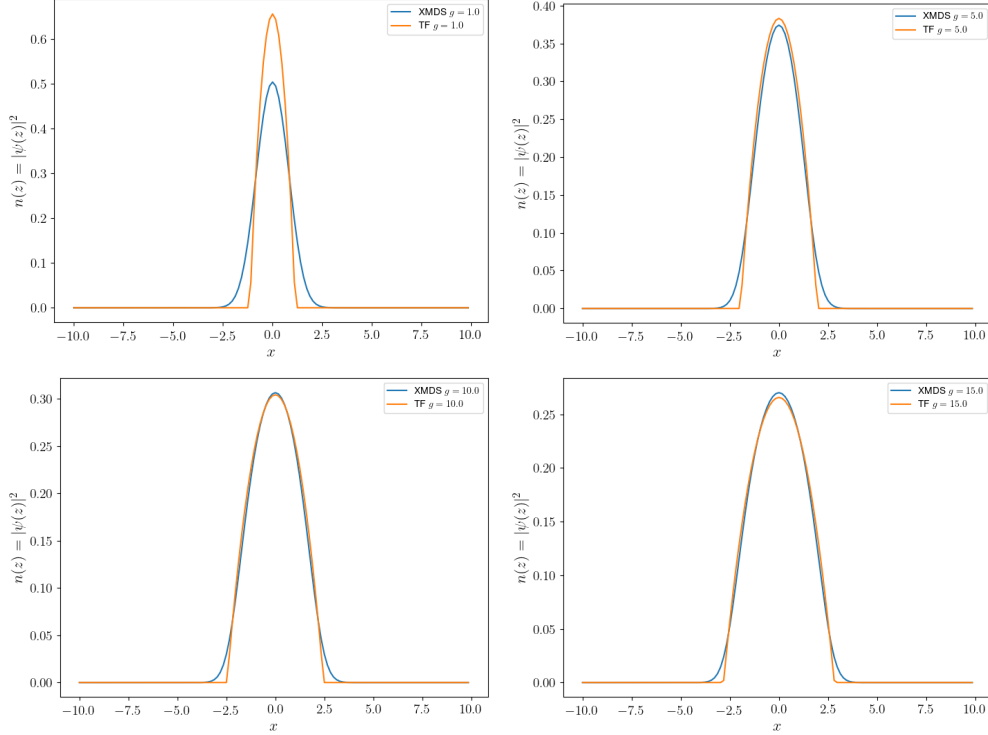 XMDS g = 1.0
TF g = 1.0
n(z) = |ψ(z)|²
0.6
0.5
0.4
0.3
0.2
0.1
0.0
−10.0 −7.5 −5.0 −2.5 0.0 2.5 5.0 7.5 10.0
x
XMDS g = 5.0
TF g = 5.0
n(z) = |ψ(z)|²
0.40
0.35
0.30
0.25
0.20
0.15
0.10
0.05
0.00
−10.0 −7.5 −5.0 −2.5 0.0 2.5 5.0 7.5 10.0
x
XMDS g = 10.0
TF g = 10.0
n(z) = |ψ(z)|²
0.30
0.25
0.20
0.15
0.10
0.05
0.00
−10.0 −7.5 −5.0 −2.5 0.0 2.5 5.0 7.5 10.0
x
XMDS g = 15.0
TF g = 15.0
n(z) = |ψ(z)|²
0.25
0.20
0.15
0.10
0.05
0.00
−10.0 −7.5 −5.0 −2.5 0.0 2.5 5.0 7.5 10.0
x